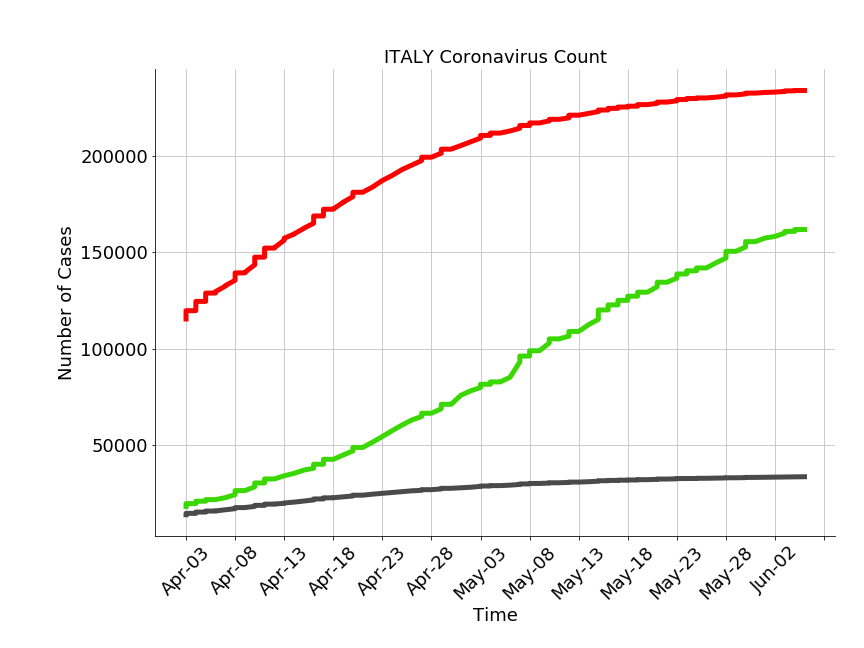 ITALY Coronavirus Count
Number of Cases
200000
150000
100000
50000
Apr-03
Apr-08
Apr-13
Apr-18
Apr-23
Apr-28
May-03
May-08
May-13
May-18
May-23
May-28
Jun-02
Time